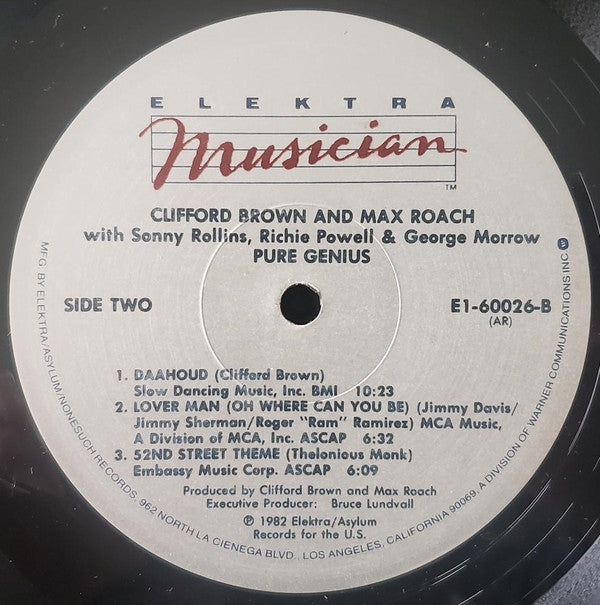 ELEKTRA
Musician
TM
CLIFFORD BROWN AND MAX ROACH
with Sonny Rollins, Richie Powell & George Morrow
PURE GENIUS
SIDE TWO
E1-60026-B
(AR)
1. DAAHOUD (Clifford Brown)
Slow Dancing Music, Inc. BMI 10:23
2. LOVER MAN (OH WHERE CAN YOU BE) (Jimmy Davis/
Jimmy Sherman/Roger "Ram" Ramirez) MCA Music,
A Division of MCA, Inc. ASCAP 6:32
3. 52ND STREET THEME (Thelonious Monk)
Embassy Music Corp. ASCAP 6:09
Produced by Clifford Brown and Max Roach
Executive Producer: Bruce Lundvall
℗ 1982 Elektra/Asylum
Records for the U.S.
MFG. BY ELEKTRA/ASYLUM/NONESUCH RECORDS, 962 NORTH LA CIENEGA BLVD., LOS ANGELES, CALIFORNIA 90069, A DIVISION OF WARNER COMMUNICATIONS INC.